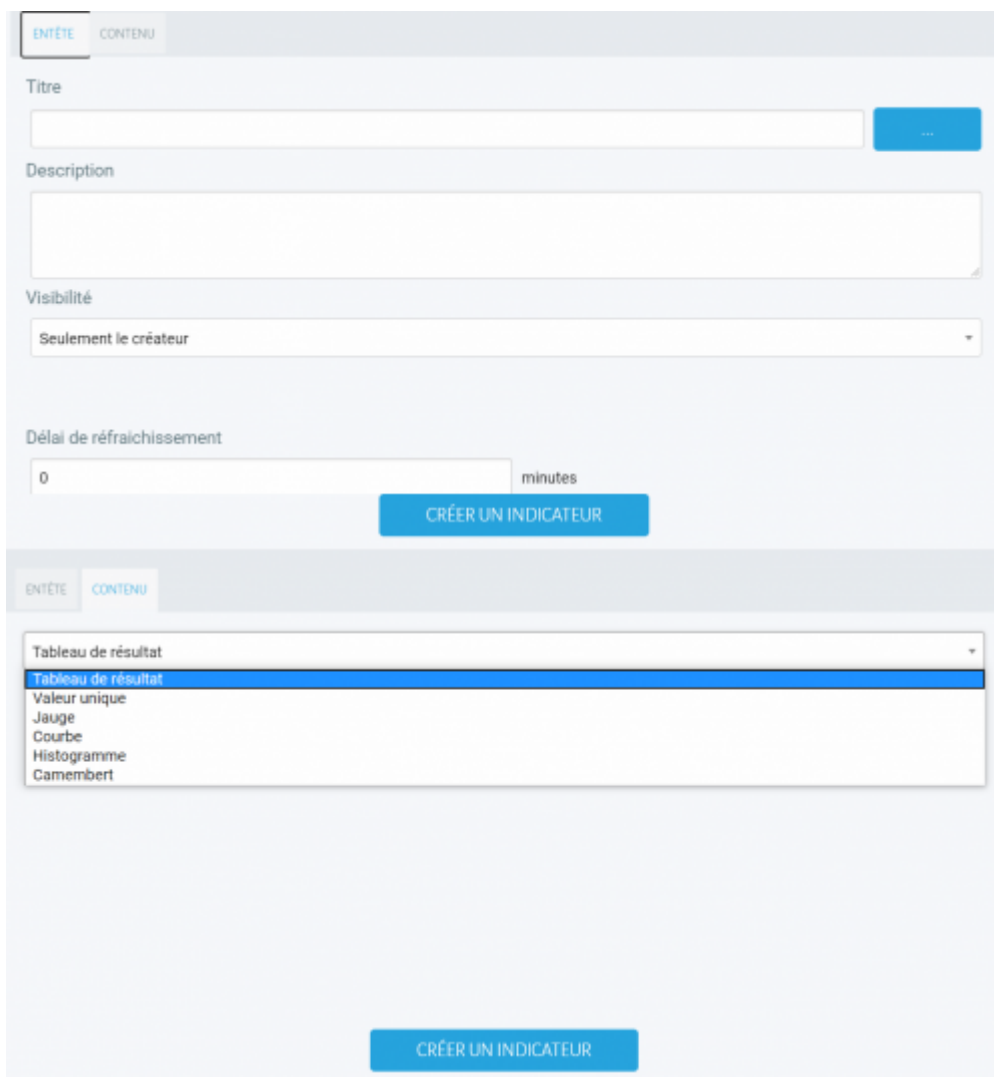 ENTÊTE CONTENU
Titre
...
Description
Visibilité
Seulement le créateur
Délai de réfraichissement
0 minutes
CRÉER UN INDICATEUR
ENTÊTE CONTENU
Tableau de résultat
Tableau de résultat
Valeur unique
Jauge
Courbe
Histogramme
Camembert
CRÉER UN INDICATEUR